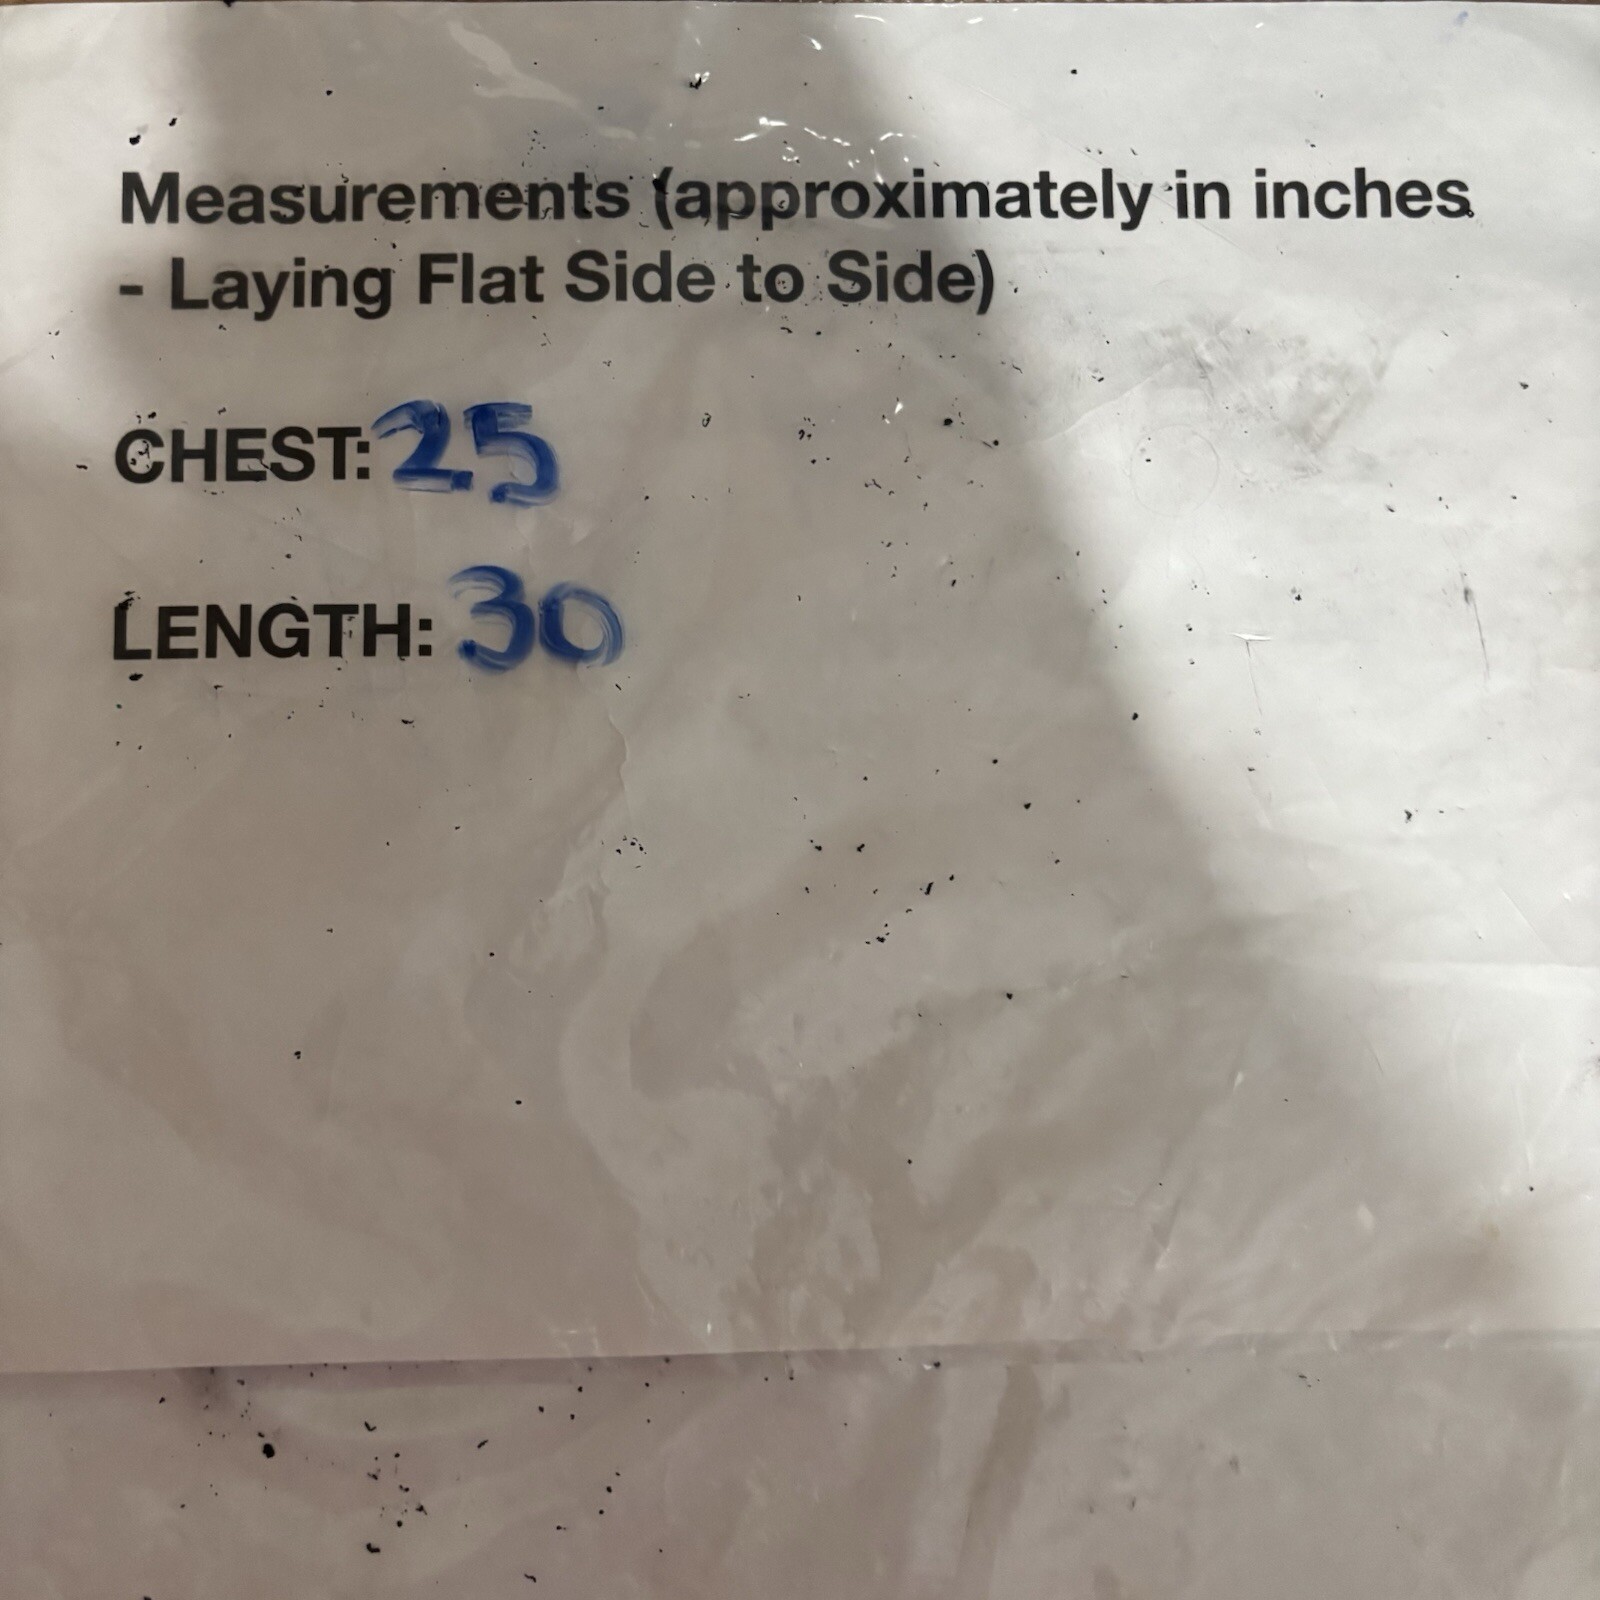 Measurements (approximately in inches
- Laying Flat Side to Side)
CHEST: 25
LENGTH: 30